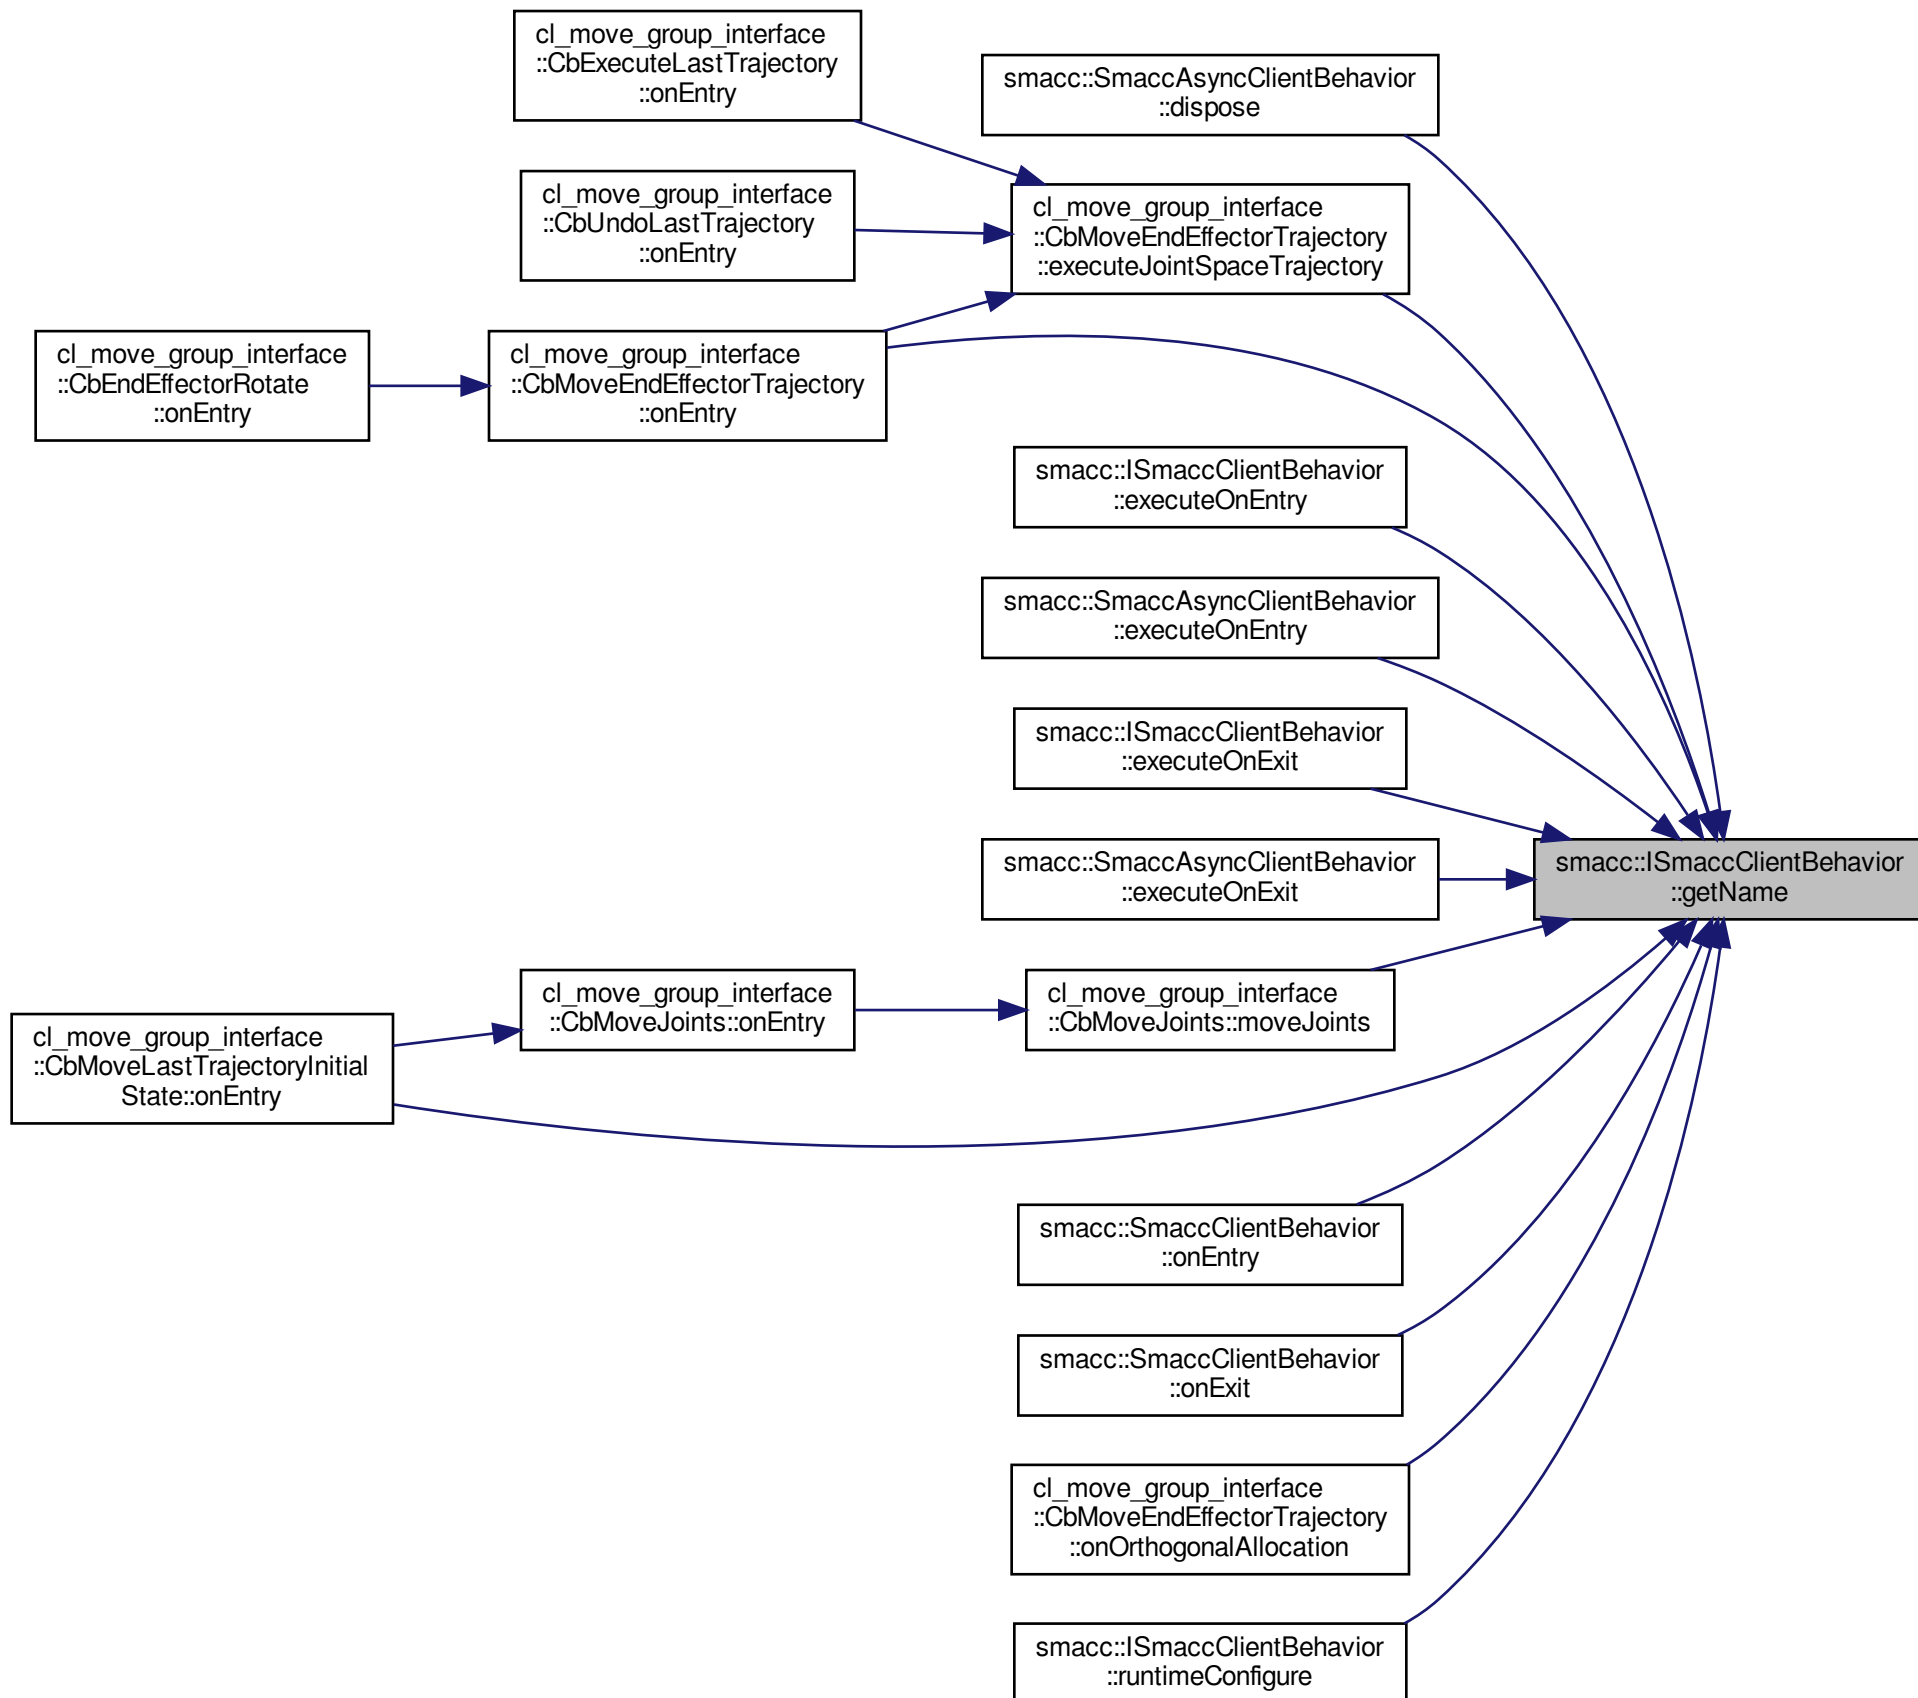 cl_move_group_interface
::CbExecuteLastTrajectory
::onEntry
smacc::SmaccAsyncClientBehavior
::dispose
cl_move_group_interface
::CbUndoLastTrajectory
::onEntry
cl_move_group_interface
::CbMoveEndEffectorTrajectory
::executeJointSpaceTrajectory
cl_move_group_interface
::CbEndEffectorRotate
::onEntry
cl_move_group_interface
::CbMoveEndEffectorTrajectory
::onEntry
smacc::ISmaccClientBehavior
::executeOnEntry
smacc::SmaccAsyncClientBehavior
::executeOnEntry
smacc::ISmaccClientBehavior
::executeOnExit
smacc::SmaccAsyncClientBehavior
::executeOnExit
smacc::ISmaccClientBehavior
::getName
cl_move_group_interface
::CbMoveLastTrajectoryInitial
State::onEntry
cl_move_group_interface
::CbMoveJoints::onEntry
cl_move_group_interface
::CbMoveJoints::moveJoints
smacc::SmaccClientBehavior
::onEntry
smacc::SmaccClientBehavior
::onExit
cl_move_group_interface
::CbMoveEndEffectorTrajectory
::onOrthogonalAllocation
smacc::ISmaccClientBehavior
::runtimeConfigure